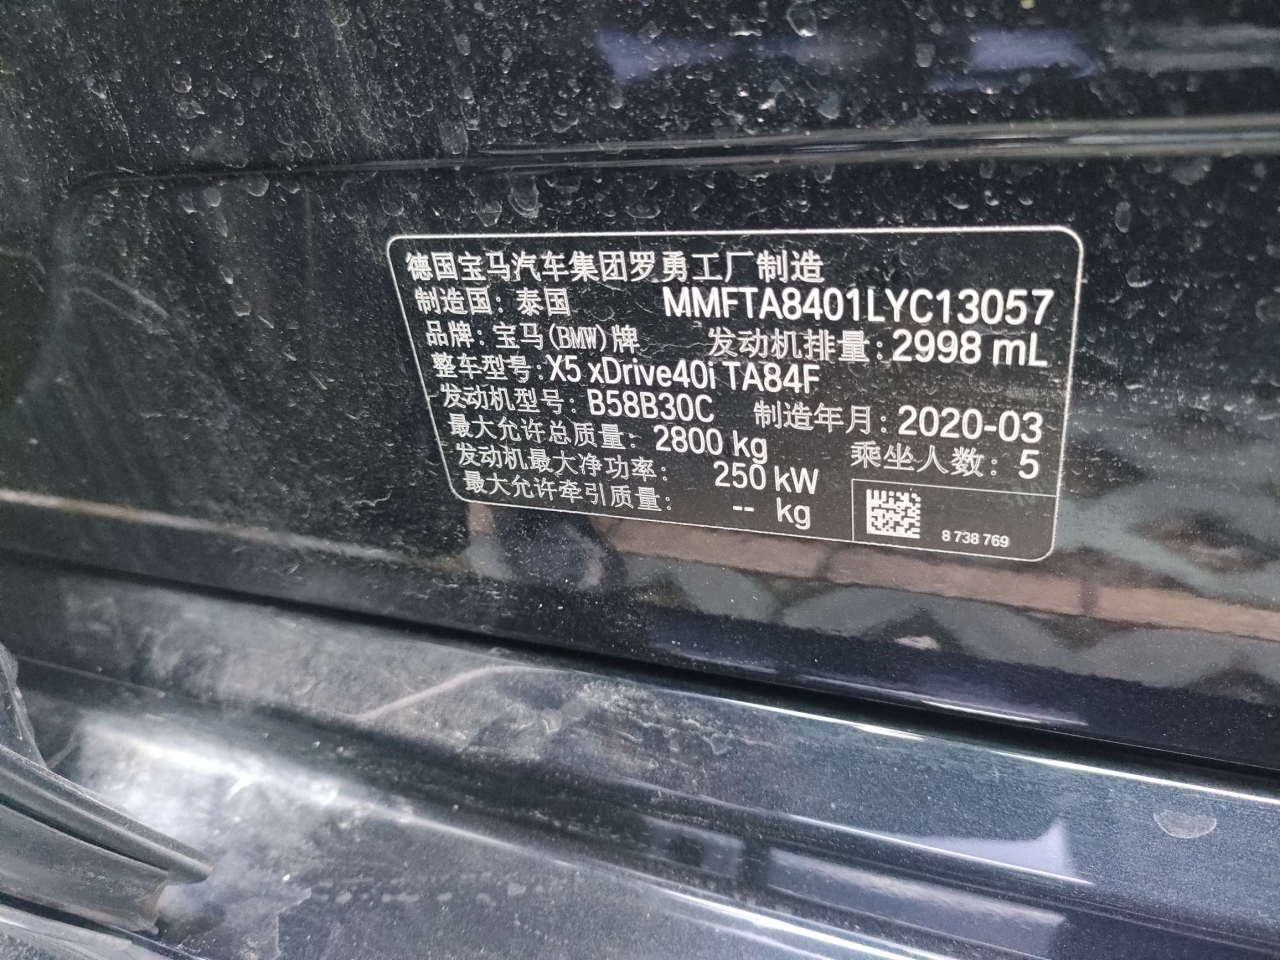 德国宝马汽车集团罗勇工厂制造
制造国: 泰国 MMFTA8401LYC13057
品牌: 宝马(BMW)牌 发动机排量: 2998 mL
整车型号: X5 xDrive40i TA84F
发动机型号: B58B30C 制造年月: 2020-03
最大允许总质量: 2800 kg 乘坐人数: 5
发动机最大净功率: 250 kW
最大允许牵引质量: -- kg
8 738 769